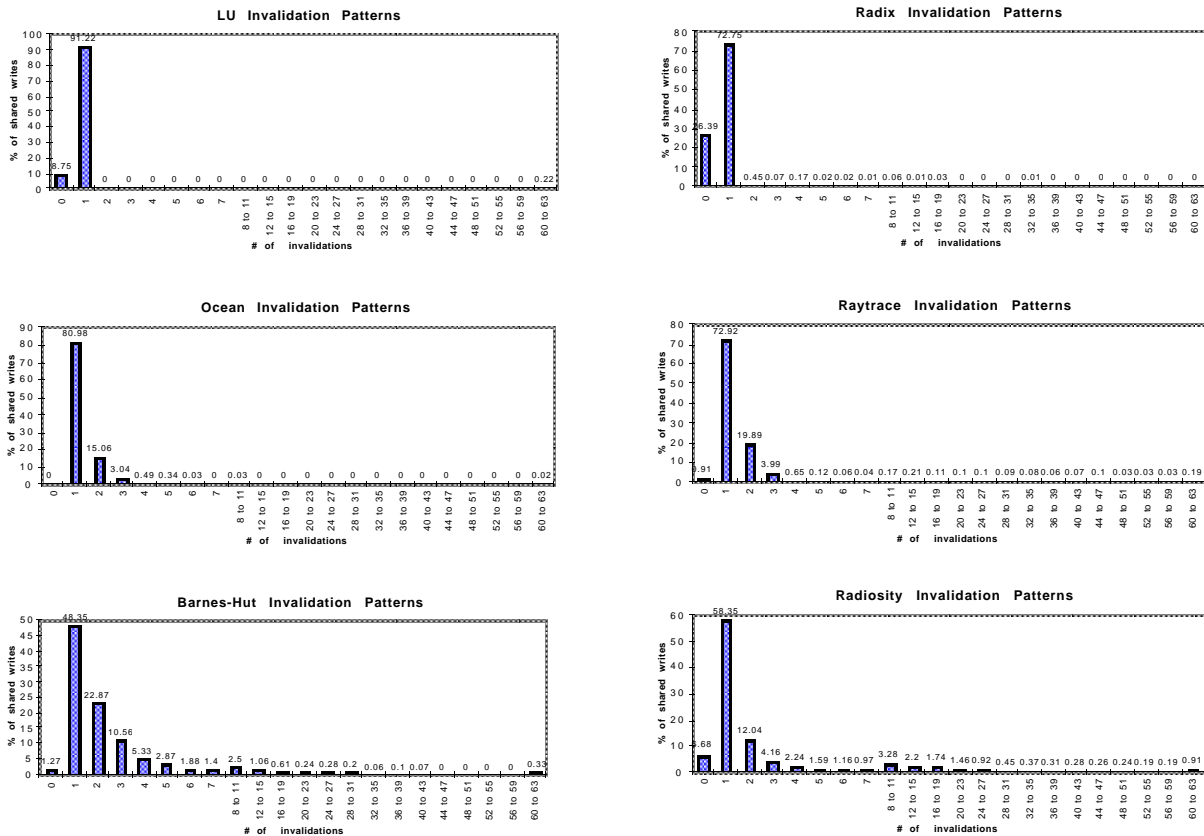 LU Invalidation Patterns
% of shared writes
100
90
80
70
60
50
40
30
20
10
0
8.75 91.22 0 0 0 0 0 0 0 0 0 0 0 0 0 0 0 0 0 0 0 0.22
0 1 2 3 4 5 6 7 8 to 11 12 to 15 16 to 19 20 to 23 24 to 27 28 to 31 32 to 35 36 to 39 40 to 43 44 to 47 48 to 51 52 to 55 56 to 59 60 to 63
# of invalidations
Radix Invalidation Patterns
% of shared writes
80
70
60
50
40
30
20
10
0
6.39 72.75 0.45 0.07 0.17 0.02 0.02 0.01 0.06 0.01 0.03 0 0 0 0.01 0 0 0 0 0 0 0
0 1 2 3 4 5 6 7 8 to 11 12 to 15 16 to 19 20 to 23 24 to 27 28 to 31 32 to 35 36 to 39 40 to 43 44 to 47 48 to 51 52 to 55 56 to 59 60 to 63
# of invalidations
Ocean Invalidation Patterns
% of shared writes
90
80
70
60
50
40
30
20
10
0
0 80.98 15.06 3.04 0.49 0.34 0.03 0 0.03 0 0 0 0 0 0 0 0 0 0 0 0 0.02
0 1 2 3 4 5 6 7 8 to 11 12 to 15 16 to 19 20 to 23 24 to 27 28 to 31 32 to 35 36 to 39 40 to 43 44 to 47 48 to 51 52 to 55 56 to 59 60 to 63
# of invalidations
Raytrace Invalidation Patterns
% of shared writes
80
70
60
50
40
30
20
10
0
0.91 72.92 19.89 3.99 0.65 0.12 0.06 0.04 0.17 0.21 0.11 0.1 0.1 0.09 0.08 0.06 0.07 0.1 0.03 0.03 0.03 0.19
0 1 2 3 4 5 6 7 8 to 11 12 to 15 16 to 19 20 to 23 24 to 27 28 to 31 32 to 35 36 to 39 40 to 43 44 to 47 48 to 51 52 to 55 56 to 59 60 to 63
# of invalidations
Barnes-Hut Invalidation Patterns
% of shared writes
50
45
40
35
30
25
20
15
10
5
0
1.27 48.35 22.87 10.56 5.33 2.87 1.88 1.4 2.5 1.06 0.61 0.24 0.28 0.2 0.06 0.1 0.07 0 0 0 0 0.33
0 1 2 3 4 5 6 7 8 to 11 12 to 15 16 to 19 20 to 23 24 to 27 28 to 31 32 to 35 36 to 39 40 to 43 44 to 47 48 to 51 52 to 55 56 to 59 60 to 63
# of invalidations
Radiosity Invalidation Patterns
% of shared writes
60
50
40
30
20
10
0
6.68 58.35 12.04 4.16 2.24 1.59 1.16 0.97 3.28 2.2 1.74 1.46 0.92 0.45 0.37 0.31 0.28 0.26 0.24 0.19 0.19 0.91
0 1 2 3 4 5 6 7 8 to 11 12 to 15 16 to 19 20 to 23 24 to 27 28 to 31 32 to 35 36 to 39 40 to 43 44 to 47 48 to 51 52 to 55 56 to 59 60 to 63
# of invalidations